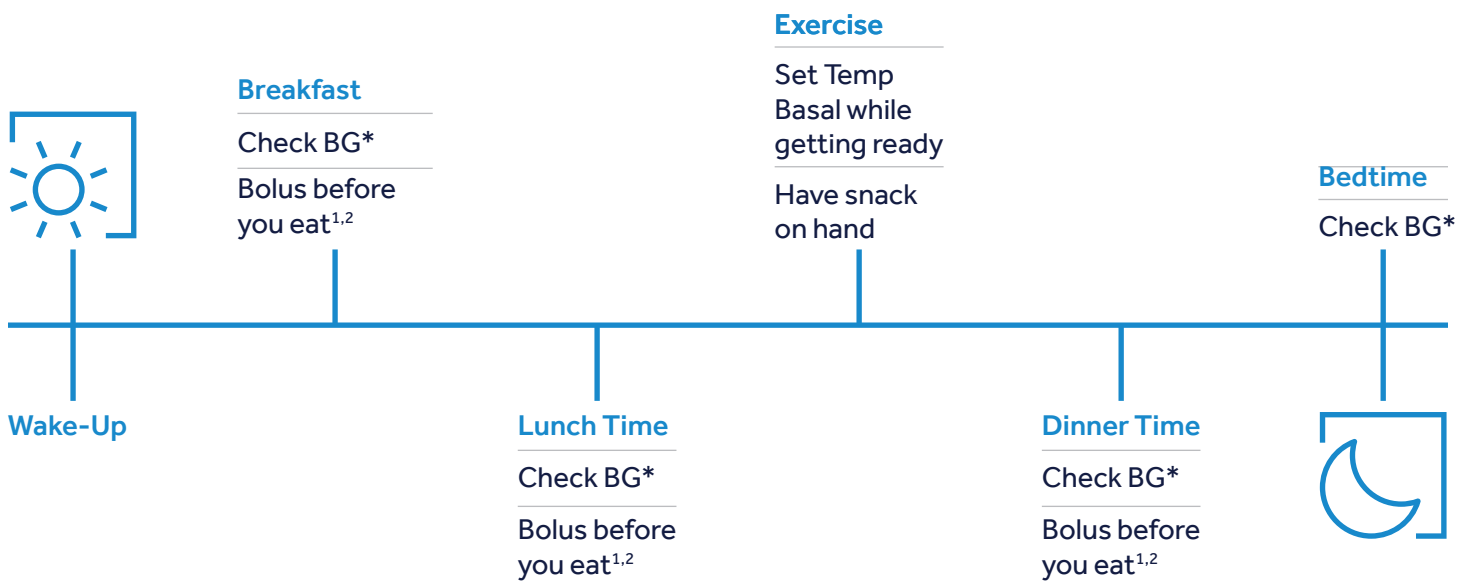 Wake-Up
Breakfast
Check BG*
Bolus before
you eat¹,²
Lunch Time
Check BG*
Bolus before
you eat¹,²
Exercise
Set Temp
Basal while
getting ready
Have snack
on hand
Dinner Time
Check BG*
Bolus before
you eat¹,²
Bedtime
Check BG*